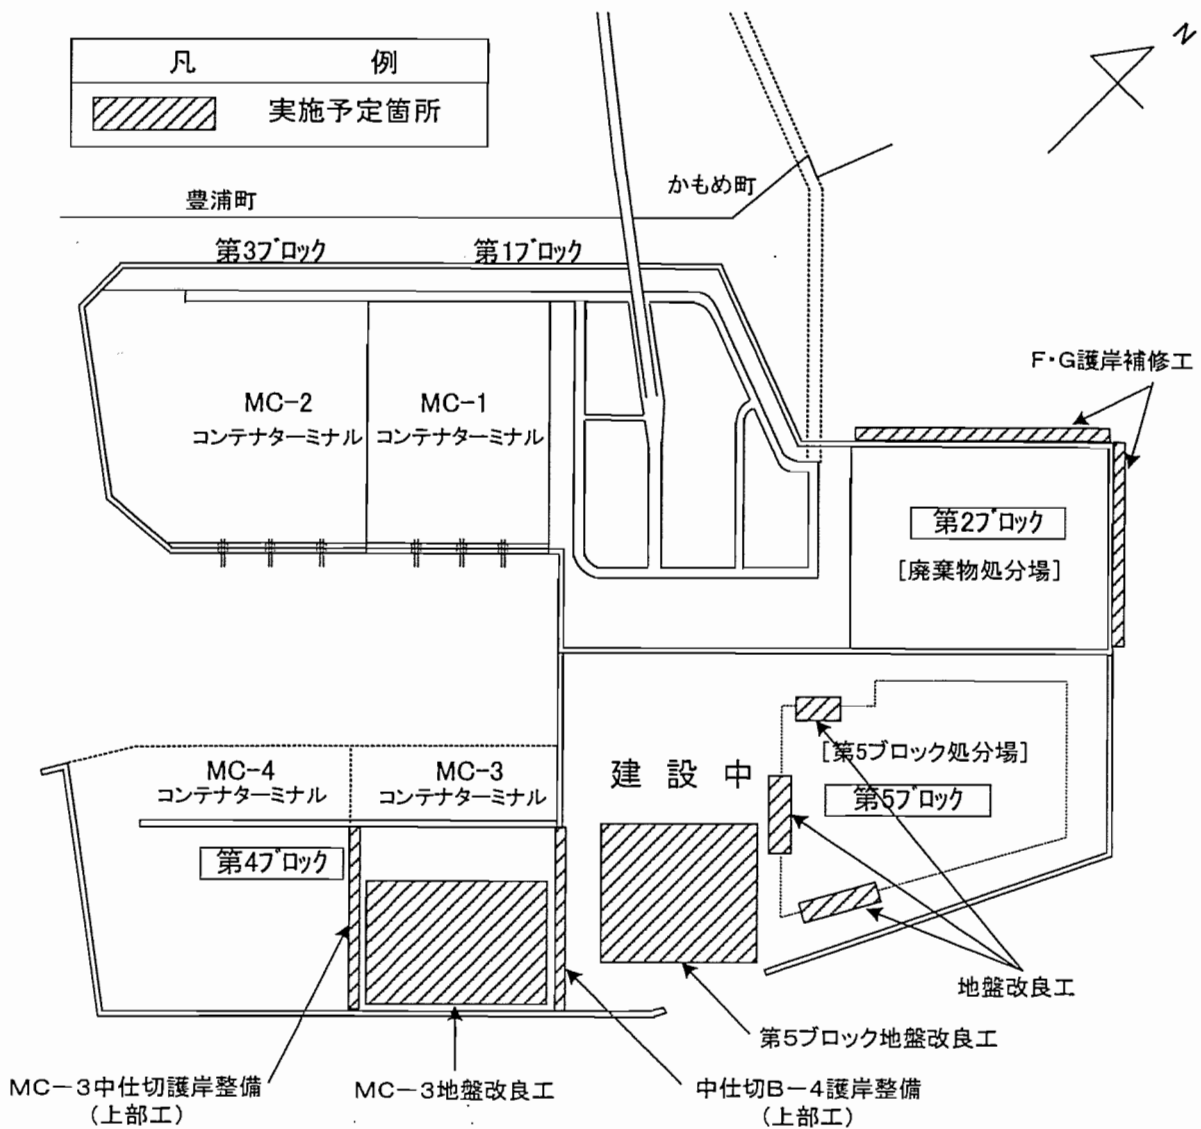 N
凡 例
実施予定箇所
豊浦町
かもめ町
第3ブロック
第1ブロック
F・G護岸補修工
MC-2
コンテナターミナル
MC-1
コンテナターミナル
第2ブロック
[廃棄物処分場]
MC-4
コンテナターミナル
MC-3
コンテナターミナル
建 設 中
[第5ブロック処分場]
第5ブロック
第4ブロック
地盤改良工
第5ブロック地盤改良工
MC-3中仕切護岸整備
(上部工)
MC-3地盤改良工
中仕切B-4護岸整備
(上部工)